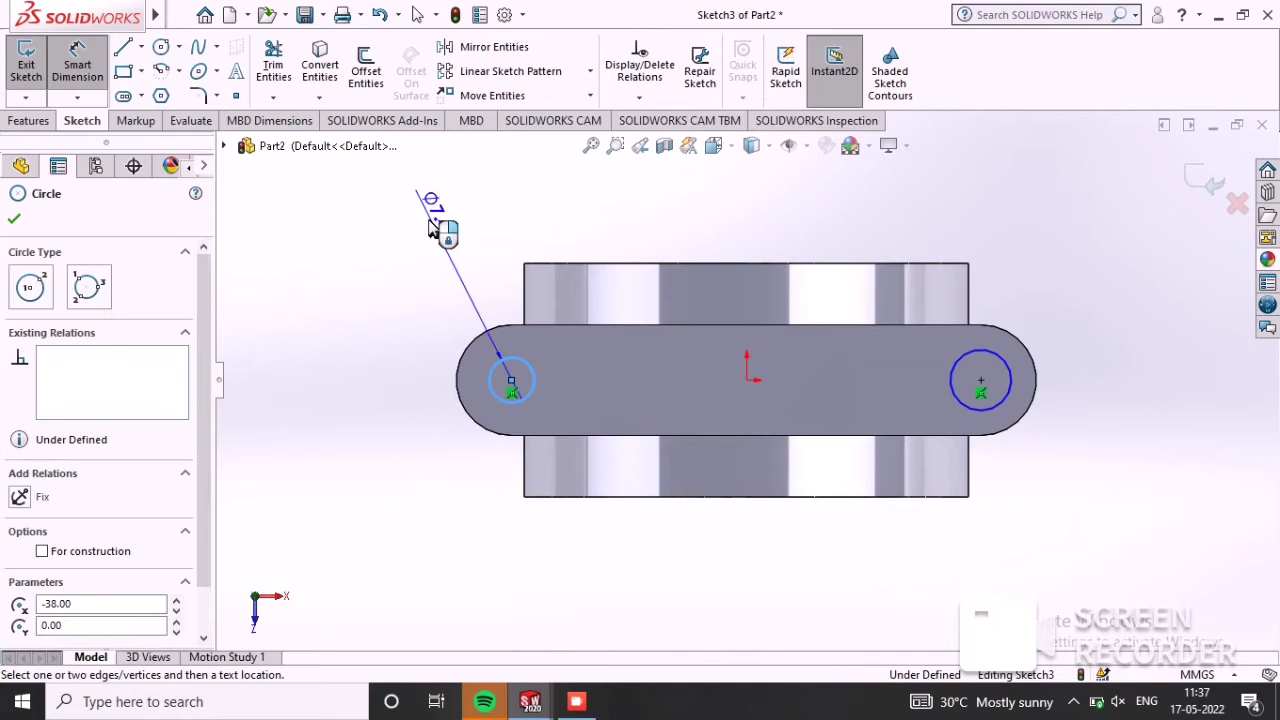 SOLIDWORKS
Sketch3 of Part2 *
Search SOLIDWORKS Help
Exit Sketch
Smart Dimension
Trim Entities
Convert Entities
Offset Entities
Offset On Surface
Mirror Entities
Linear Sketch Pattern
Move Entities
Display/Delete Relations
Repair Sketch
Quick Snaps
Rapid Sketch
Instant2D
Shaded Sketch Contours
Features
Sketch
Markup
Evaluate
MBD Dimensions
SOLIDWORKS Add-Ins
MBD
SOLIDWORKS CAM
SOLIDWORKS CAM TBM
SOLIDWORKS Inspection
Part2 (Default<<Default>...
Circle
Circle Type
Existing Relations
Under Defined
Add Relations
Fix
Options
For construction
Parameters
-38.00
0.00
X
Z
SCREEN
RECORDER
Model
3D Views
Motion Study 1
Select one or two edges/vertices and then a text location.
Under Defined
Editing Sketch3
MMGS
Type here to search
SW
2020
30°C Mostly sunny
ENG
11:37
17-05-2022
4